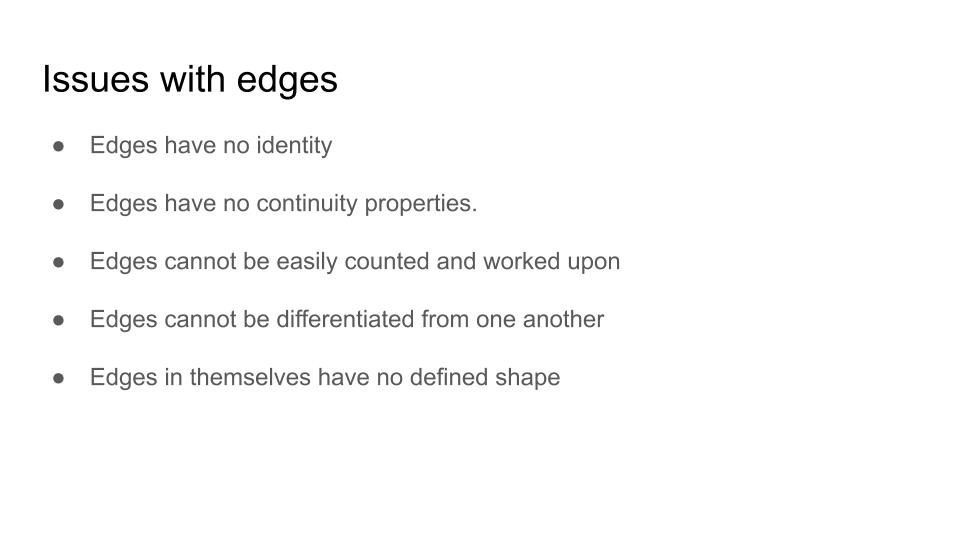 Issues with edges
● Edges have no identity
● Edges have no continuity properties.
● Edges cannot be easily counted and worked upon
● Edges cannot be differentiated from one another
● Edges in themselves have no defined shape